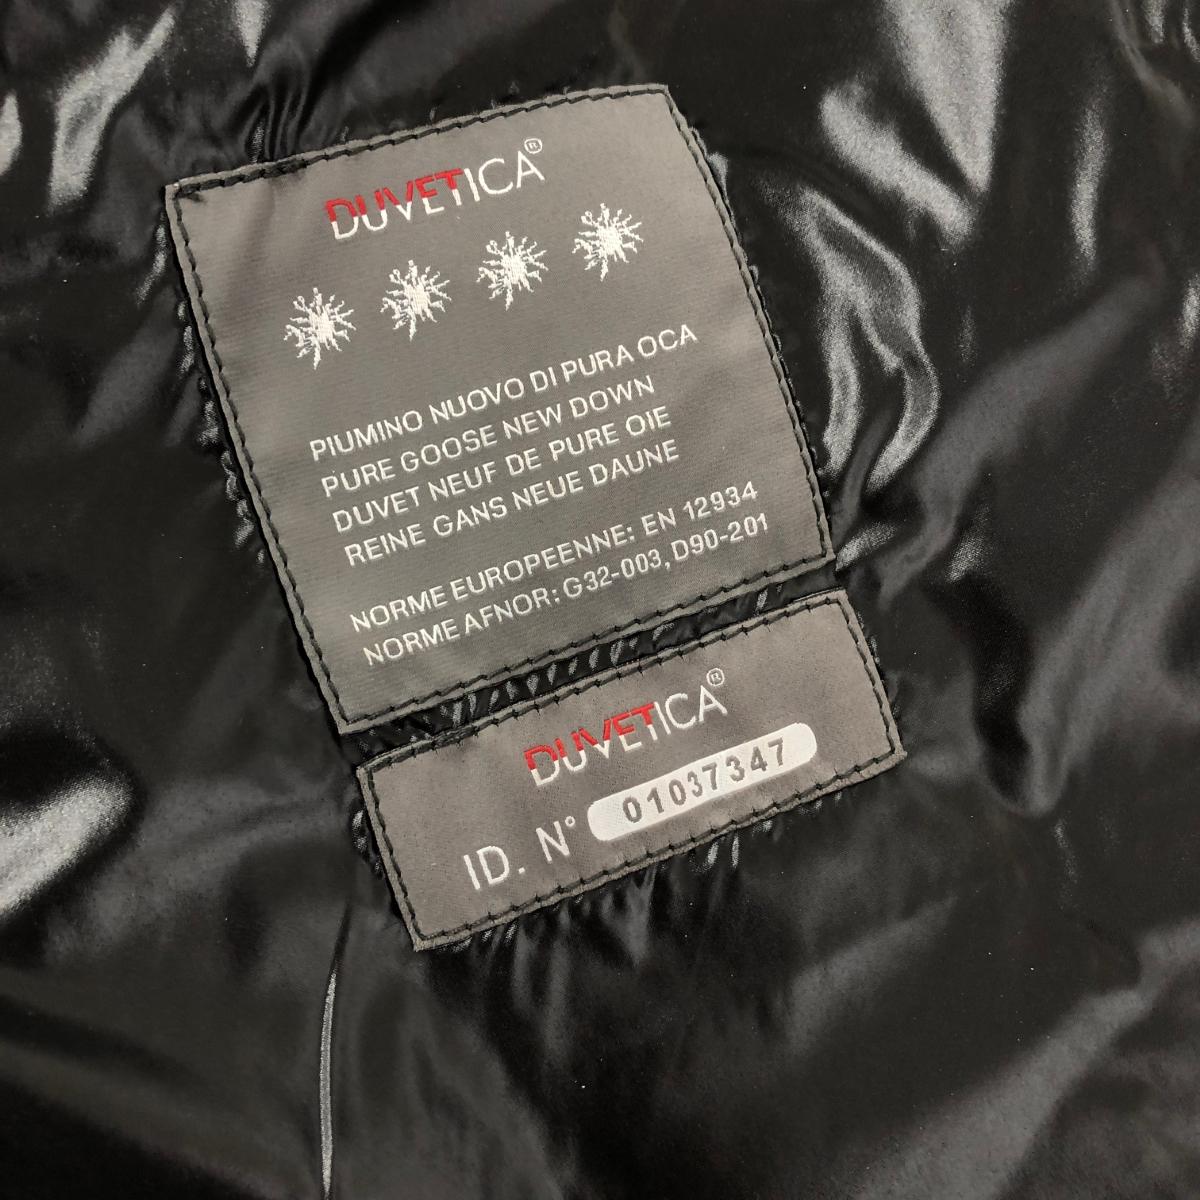 DUVETICA®
PIUMINO NUOVO DI PURA OCA
PURE GOOSE NEW DOWN
DUVET NEUF DE PURE OIE
REINE GANS NEUE DAUNE
NORME EUROPEENNE: EN 12934
NORME AFNOR: G32-003, D90-201
DUVETICA®
ID. N° 01037347